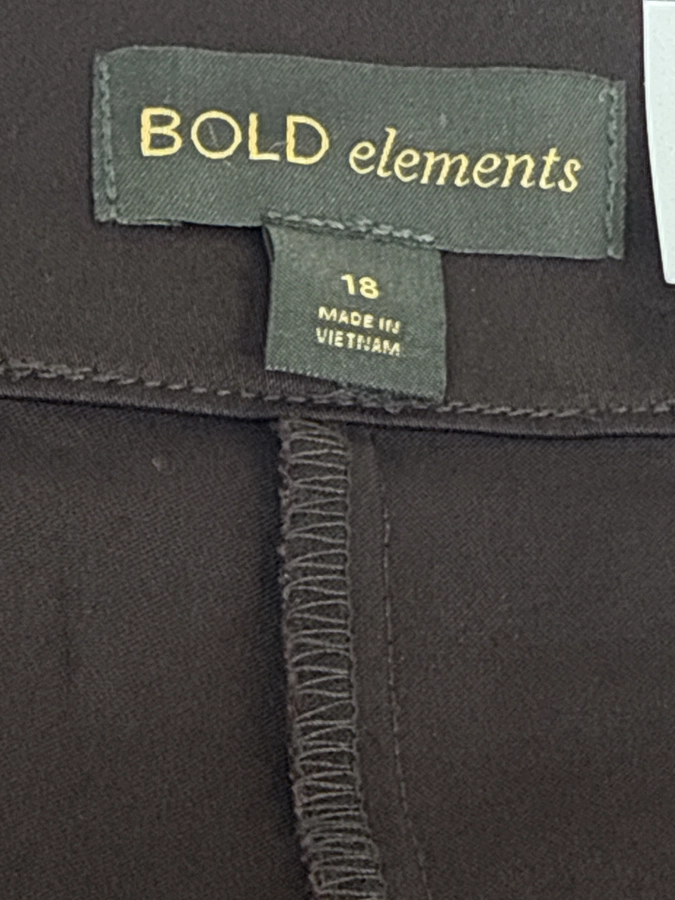 BOLD elements
18
MADE IN
VIETNAM